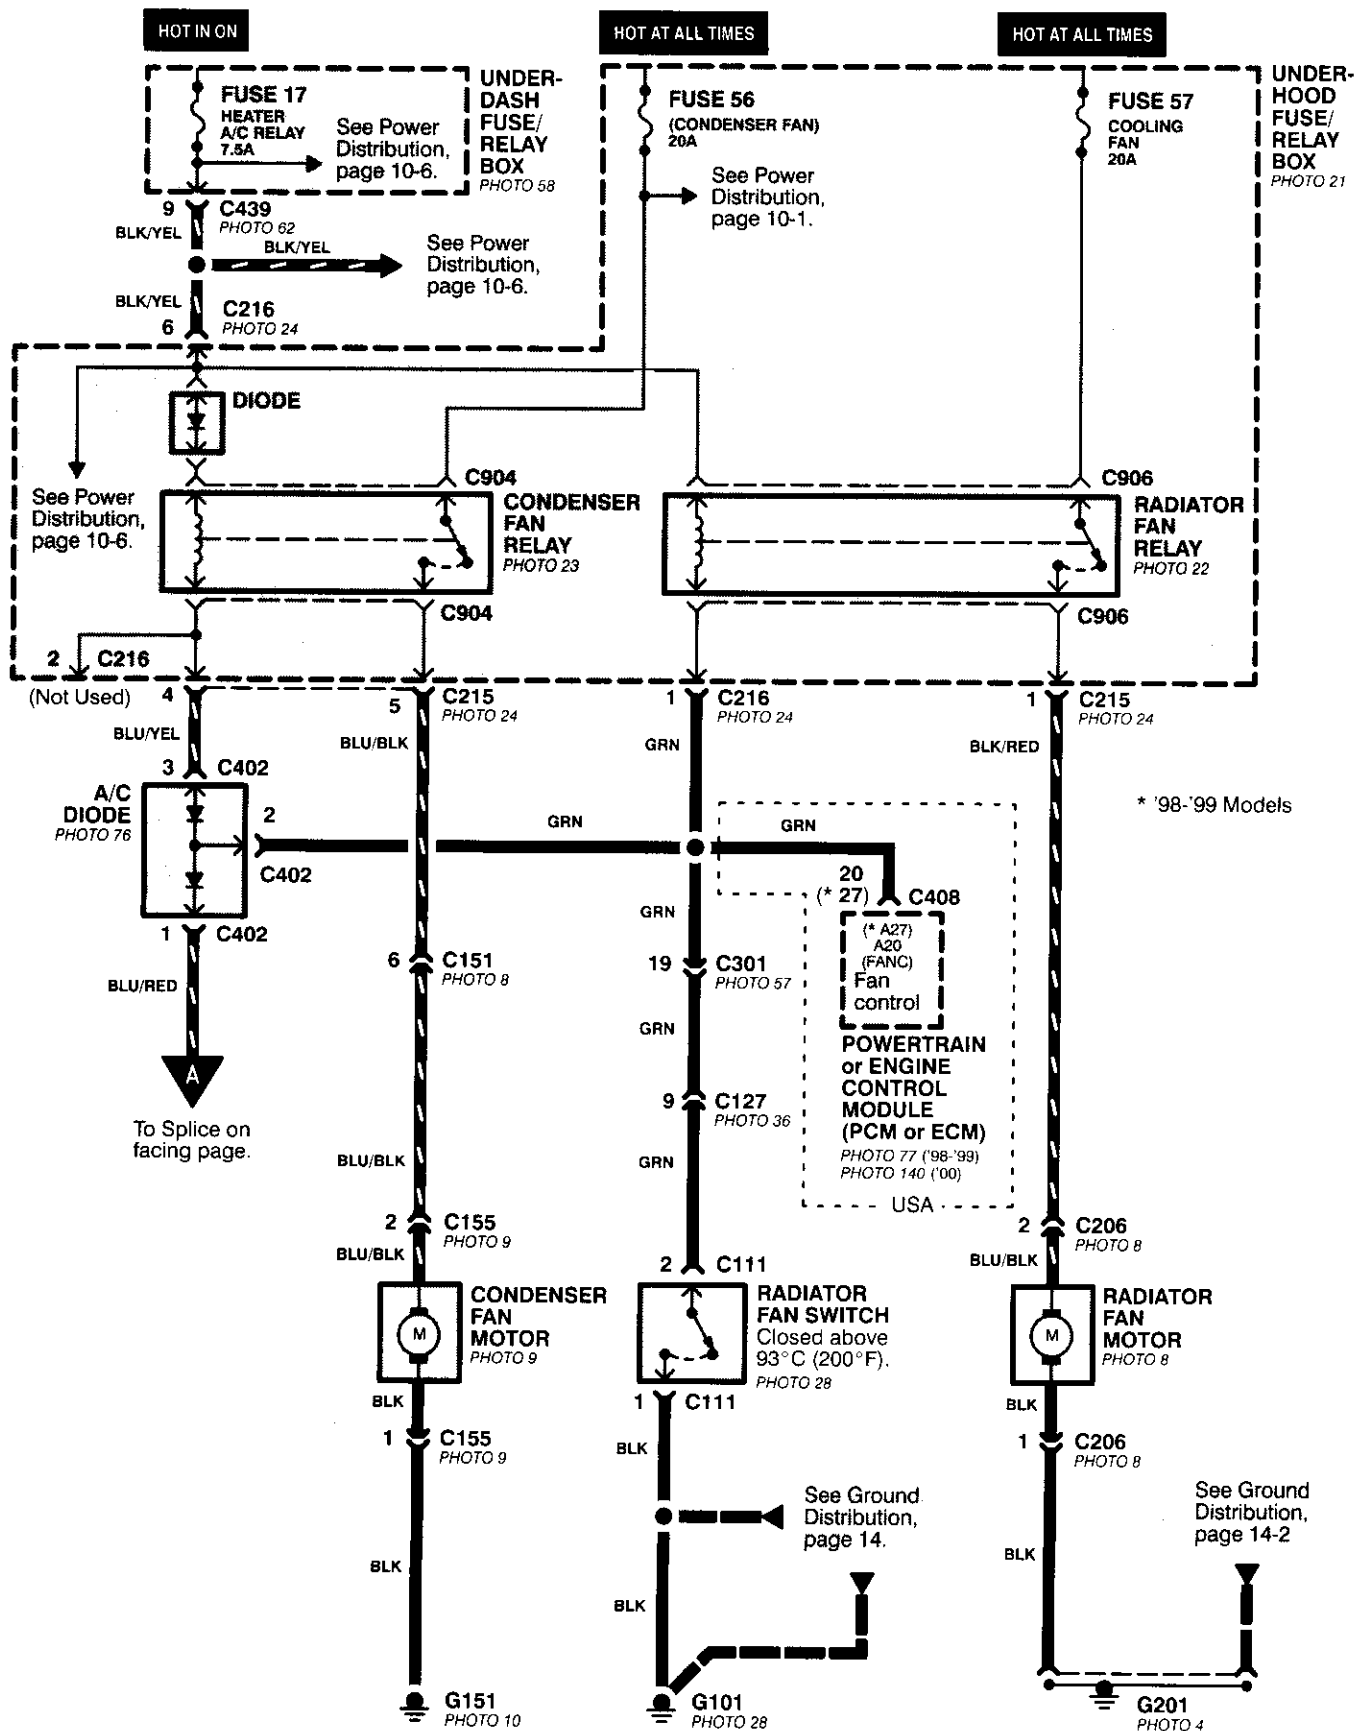 HOT IN ON
HOT AT ALL TIMES
HOT AT ALL TIMES
FUSE 17
HEATER
A/C RELAY
7.5A
See Power
Distribution,
page 10-6.
UNDER-
DASH
FUSE/
RELAY
BOX
PHOTO 58
FUSE 56
(CONDENSER FAN)
20A
See Power
Distribution,
page 10-1.
FUSE 57
COOLING
FAN
20A
UNDER-
HOOD
FUSE/
RELAY
BOX
PHOTO 21
9
C439
PHOTO 62
BLK/YEL
BLK/YEL
See Power
Distribution,
page 10-6.
BLK/YEL
6
C216
PHOTO 24
DIODE
See Power
Distribution,
page 10-6.
C904
CONDENSER
FAN
RELAY
PHOTO 23
C904
C906
RADIATOR
FAN
RELAY
PHOTO 22
C906
2
C216
(Not Used)
4
5
C215
PHOTO 24
1
C216
PHOTO 24
1
C215
PHOTO 24
BLU/YEL
BLU/BLK
GRN
BLK/RED
3
C402
A/C
DIODE
PHOTO 76
2
C402
GRN
GRN
* '98-'99 Models
20
(* 27)
C408
(* A27)
A20
(FANC)
Fan
control
POWERTRAIN
or ENGINE
CONTROL
MODULE
(PCM or ECM)
PHOTO 77 ('98-'99)
PHOTO 140 ('00)
USA
1
C402
BLU/RED
A
To Splice on
facing page.
6
C151
PHOTO 8
GRN
19
C301
PHOTO 57
GRN
9
C127
PHOTO 36
BLU/BLK
GRN
2
C155
PHOTO 9
BLU/BLK
2
C111
2
C206
PHOTO 8
BLU/BLK
CONDENSER
FAN
MOTOR
PHOTO 9
M
RADIATOR
FAN SWITCH
Closed above
93°C (200°F).
PHOTO 28
M
RADIATOR
FAN
MOTOR
PHOTO 8
BLK
1
C155
PHOTO 9
1
C111
BLK
BLK
1
C206
PHOTO 8
See Ground
Distribution,
page 14.
See Ground
Distribution,
page 14-2
BLK
BLK
BLK
G151
PHOTO 10
G101
PHOTO 28
G201
PHOTO 4